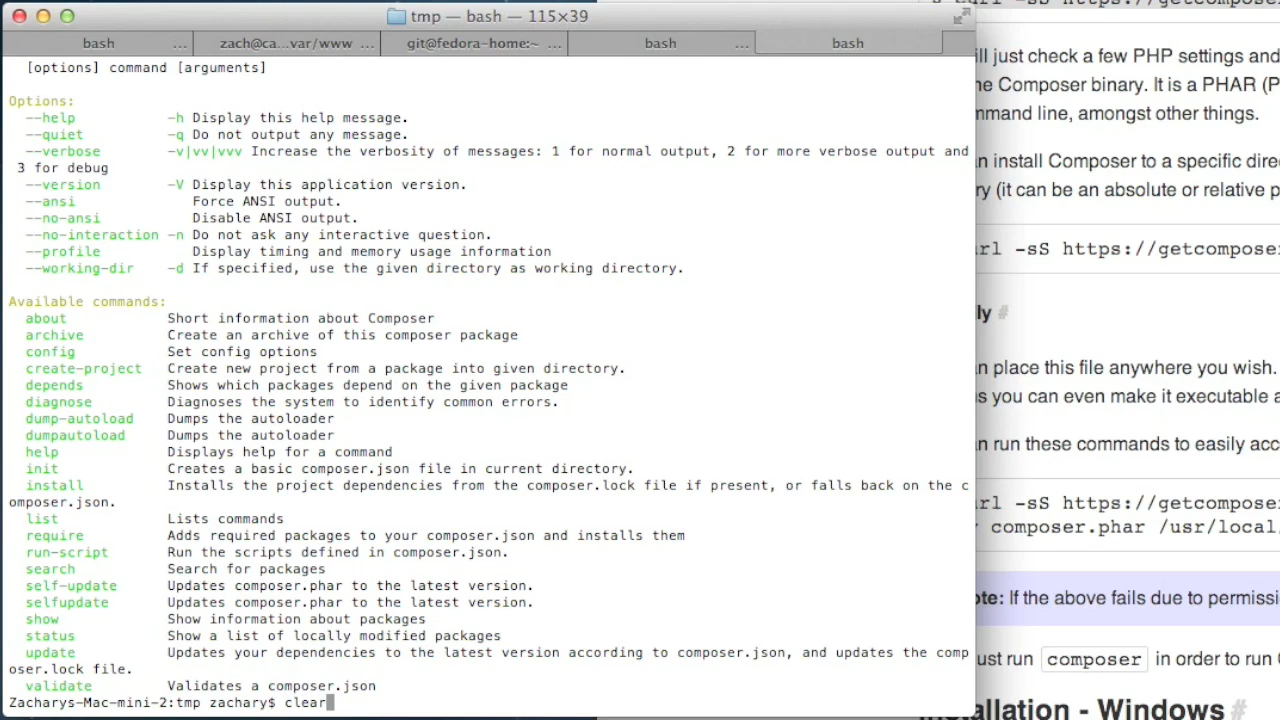 tmp — bash — 115×39
bash ... zach@ca...var/www ... git@fedora-home:~ ... bash ... bash
[options] command [arguments]
Options:
--help -h Display this help message.
--quiet -q Do not output any message.
--verbose -v|vv|vvv Increase the verbosity of messages: 1 for normal output, 2 for more verbose output and
3 for debug
--version -V Display this application version.
--ansi Force ANSI output.
--no-ansi Disable ANSI output.
--no-interaction -n Do not ask any interactive question.
--profile Display timing and memory usage information
--working-dir -d If specified, use the given directory as working directory.
Available commands:
about Short information about Composer
archive Create an archive of this composer package
config Set config options
create-project Create new project from a package into given directory.
depends Shows which packages depend on the given package
diagnose Diagnoses the system to identify common errors.
dump-autoload Dumps the autoloader
dumpautoload Dumps the autoloader
help Displays help for a command
init Creates a basic composer.json file in current directory.
install Installs the project dependencies from the composer.lock file if present, or falls back on the c
omposer.json.
list Lists commands
require Adds required packages to your composer.json and installs them
run-script Run the scripts defined in composer.json.
search Search for packages
self-update Updates composer.phar to the latest version.
selfupdate Updates composer.phar to the latest version.
show Show information about packages
status Show a list of locally modified packages
update Updates your dependencies to the latest version according to composer.json, and updates the comp
oser.lock file.
validate Validates a composer.json
Zacharys-Mac-mini-2:tmp zachary$ clear
ill just check a few PHP settings and
ne Composer binary. It is a PHAR (P
mmand line, amongst other things.
n install Composer to a specific dire
ry (it can be an absolute or relative p
url -sS https://getcompose
ly #
n place this file anywhere you wish.
s you can even make it executable a
n run these commands to easily acc
url -sS https://getcompose
composer.phar /usr/local
ote: If the above fails due to permissi
ust run composer in order to run
Installation - Windows #